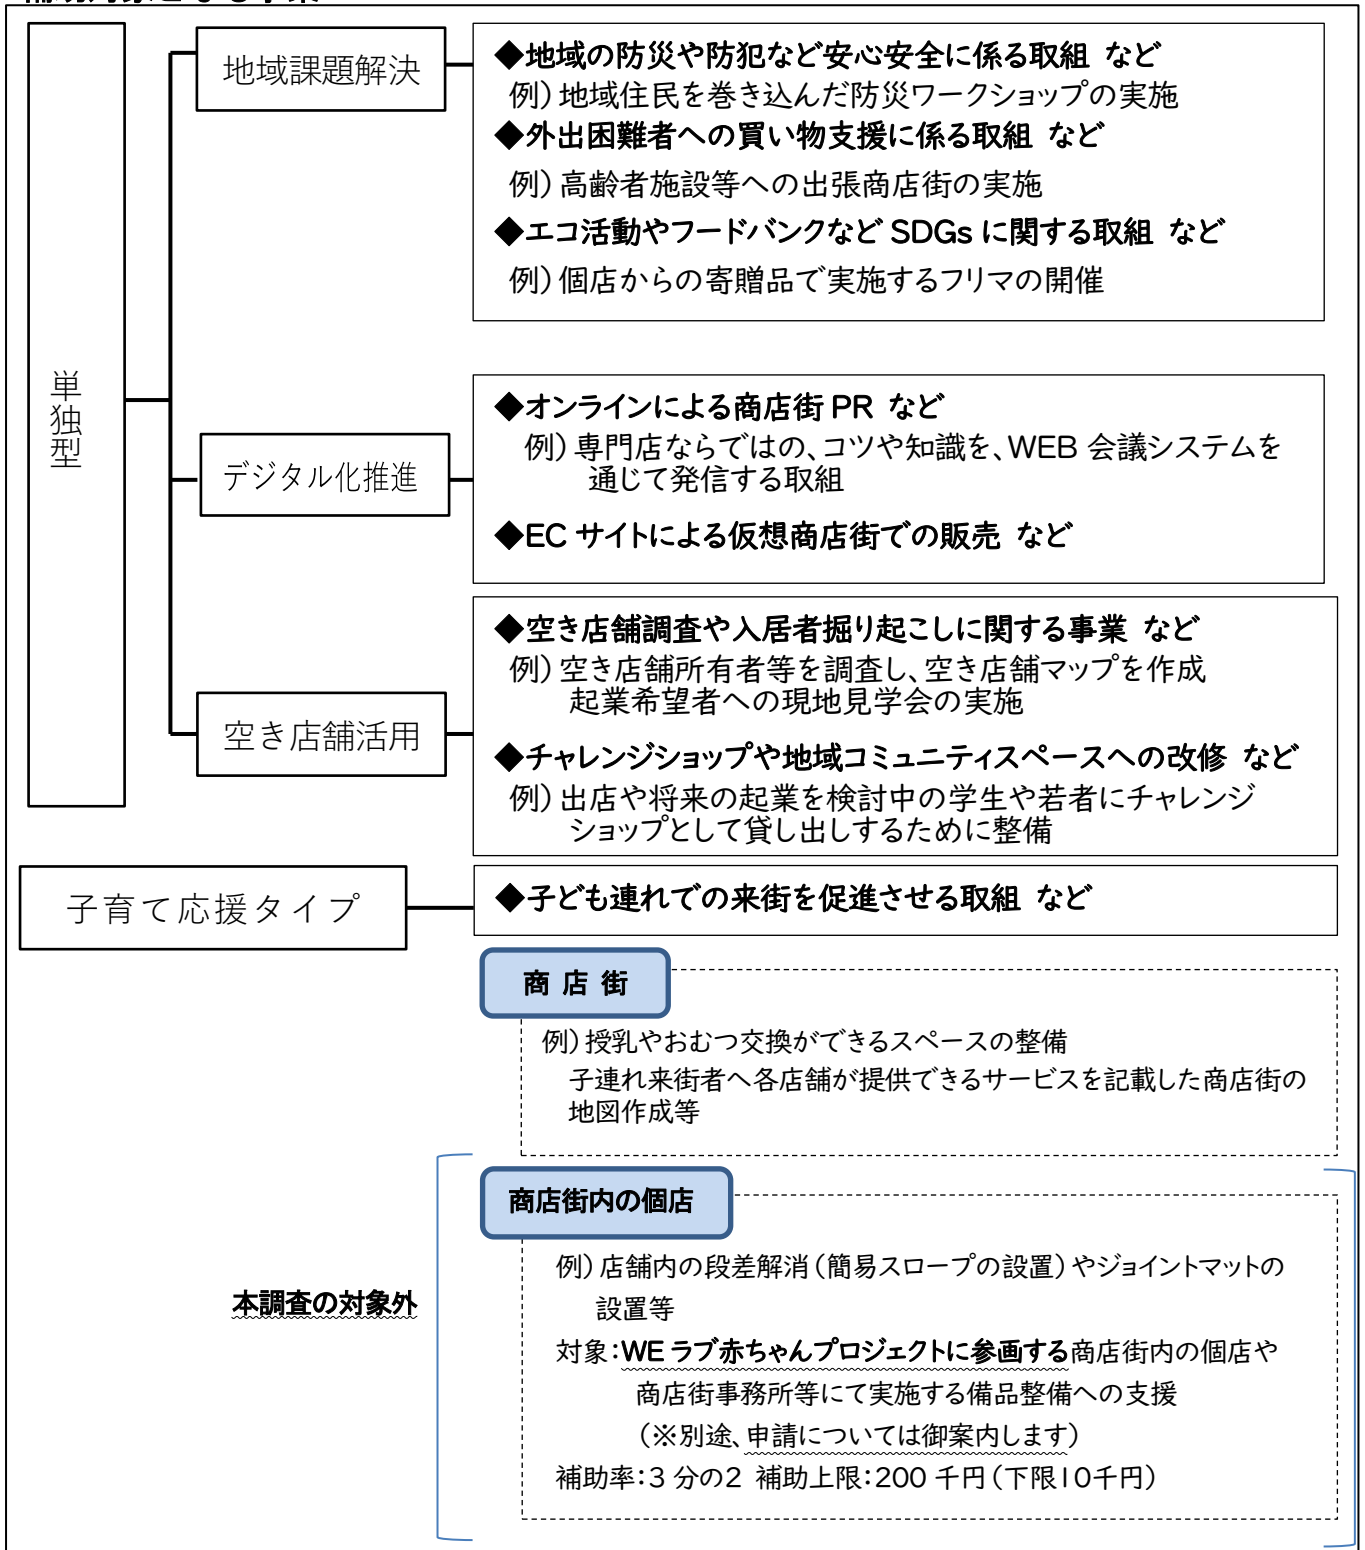 単独型
地域課題解決
◆地域の防災や防犯など安心安全に係る取組 など
例）地域住民を巻き込んだ防災ワークショップの実施
◆外出困難者への買い物支援に係る取組 など
例）高齢者施設等への出張商店街の実施
◆エコ活動やフードバンクなど SDGs に関する取組 など
例）個店からの寄贈品で実施するフリマの開催
デジタル化推進
◆オンラインによる商店街 PR など
例）専門店ならではの、コツや知識を、WEB 会議システムを
通じて発信する取組
◆EC サイトによる仮想商店街での販売 など
空き店舗活用
◆空き店舗調査や入居者掘り起こしに関する事業 など
例）空き店舗所有者等を調査し、空き店舗マップを作成
起業希望者への現地見学会の実施
◆チャレンジショップや地域コミュニティスペースへの改修 など
例）出店や将来の起業を検討中の学生や若者にチャレンジ
ショップとして貸し出しするために整備
子育て応援タイプ
◆子ども連れでの来街を促進させる取組 など
商 店 街
例）授乳やおむつ交換ができるスペースの整備
子連れ来街者へ各店舗が提供できるサービスを記載した商店街の
地図作成等
本調査の対象外
商店街内の個店
例）店舗内の段差解消（簡易スロープの設置）やジョイントマットの
設置等
対象：WE ラブ赤ちゃんプロジェクトに参画する商店街内の個店や
商店街事務所等にて実施する備品整備への支援
（※別途、申請については御案内します）
補助率：3 分の2 補助上限：200 千円（下限10千円）